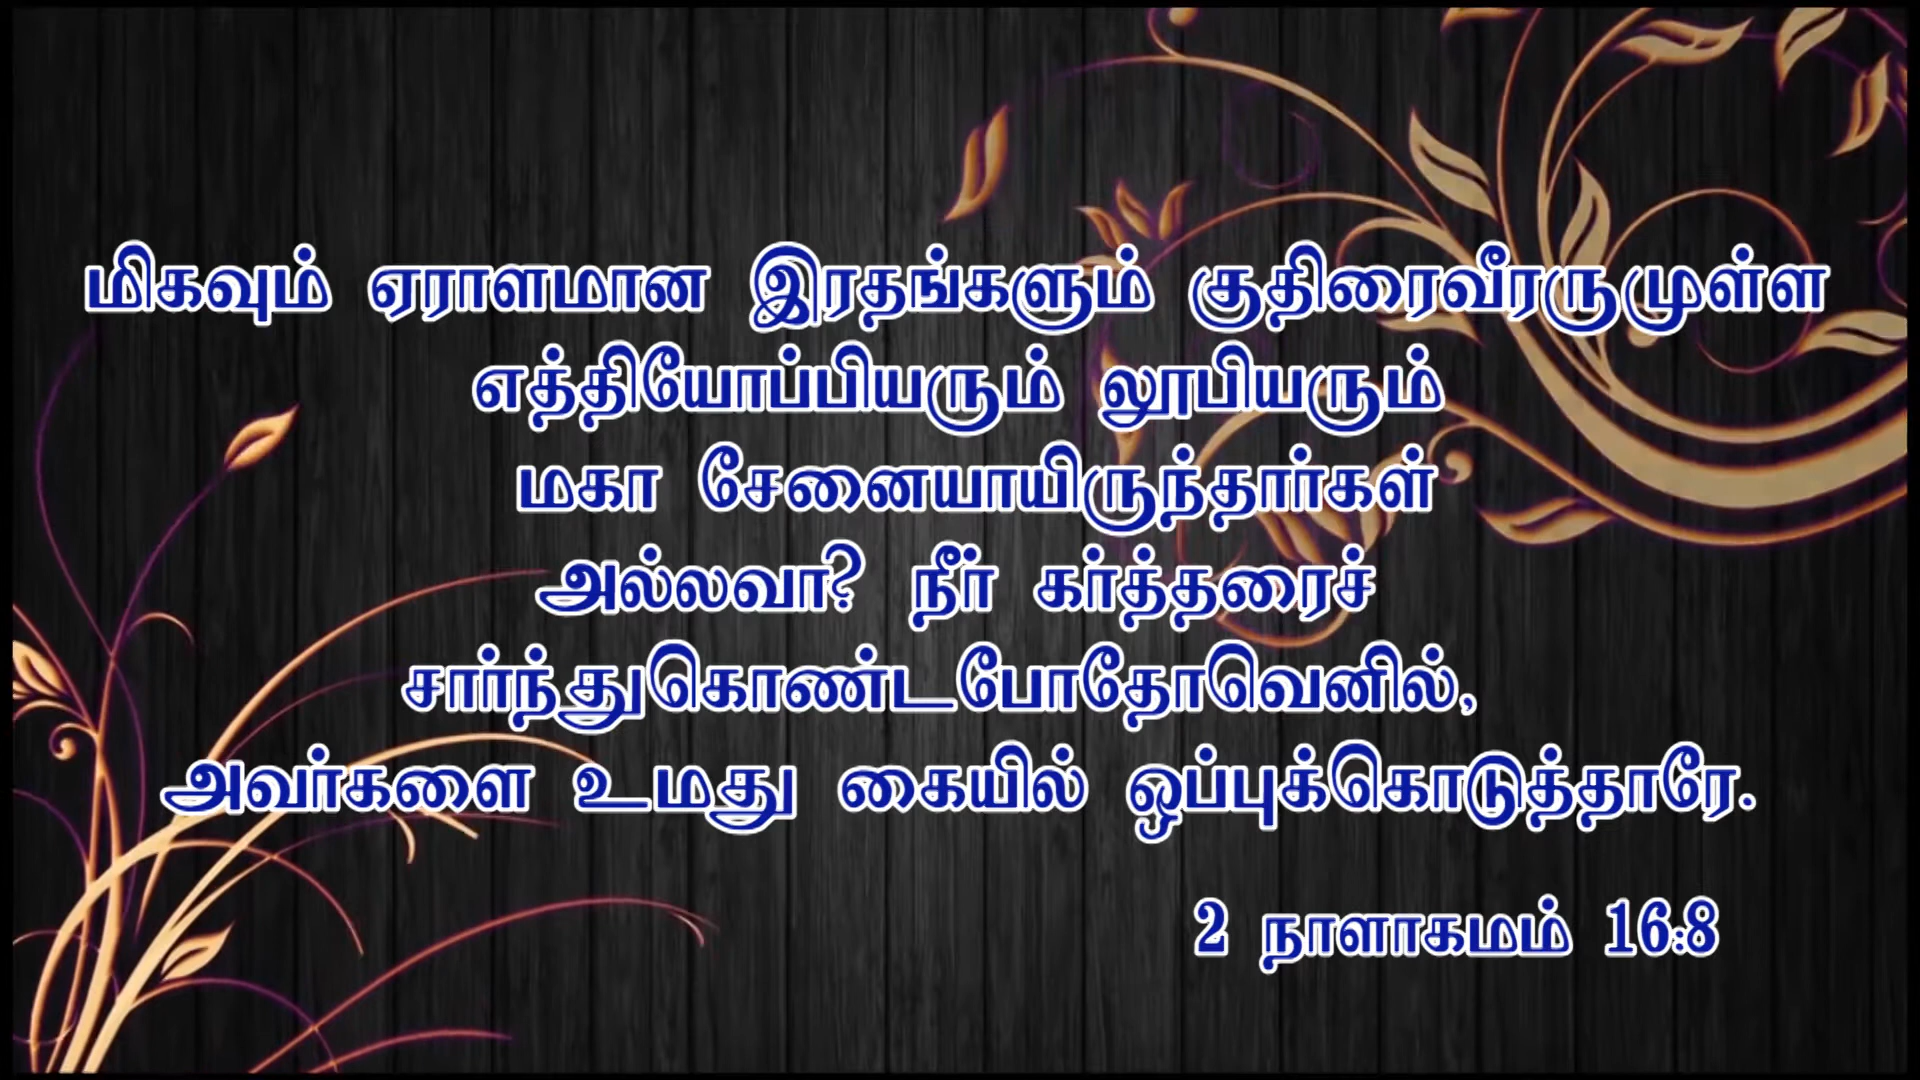 மிகவும் ஏராளமான இரதங்களும் குதிரைவீரருமுள்ள
எத்தியோப்பியரும் லூபியரும்
மகா சேனையாயிருந்தார்கள்
அல்லவா? நீர் கர்த்தரைச்
சார்ந்துகொண்டபோதோவெனில்,
அவர்களை உமது கையில் ஒப்புக்கொடுத்தாரே.
2 நாளாகமம் 16:8